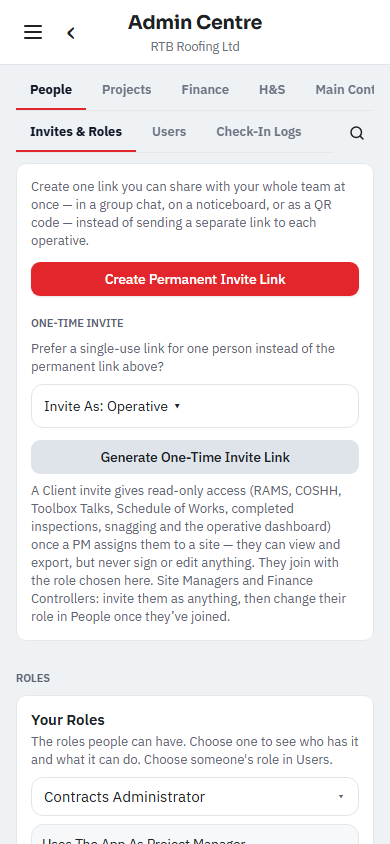 Admin Centre
RTB Roofing Ltd
People Projects Finance H&S Main Cont
Invites & Roles Users Check-In Logs
Create one link you can share with your whole team at
once — in a group chat, on a noticeboard, or as a QR
code — instead of sending a separate link to each
operative.
Create Permanent Invite Link
ONE-TIME INVITE
Prefer a single-use link for one person instead of the
permanent link above?
Invite As: Operative
Generate One-Time Invite Link
A Client invite gives read-only access (RAMS, COSHH,
Toolbox Talks, Schedule of Works, completed
inspections, snagging and the operative dashboard)
once a PM assigns them to a site — they can view and
export, but never sign or edit anything. They join with
the role chosen here. Site Managers and Finance
Controllers: invite them as anything, then change their
role in People once they’ve joined.
ROLES
Your Roles
The roles people can have. Choose one to see who has it
and what it can do. Choose someone's role in Users.
Contracts Administrator
Uses The App As Project Manager